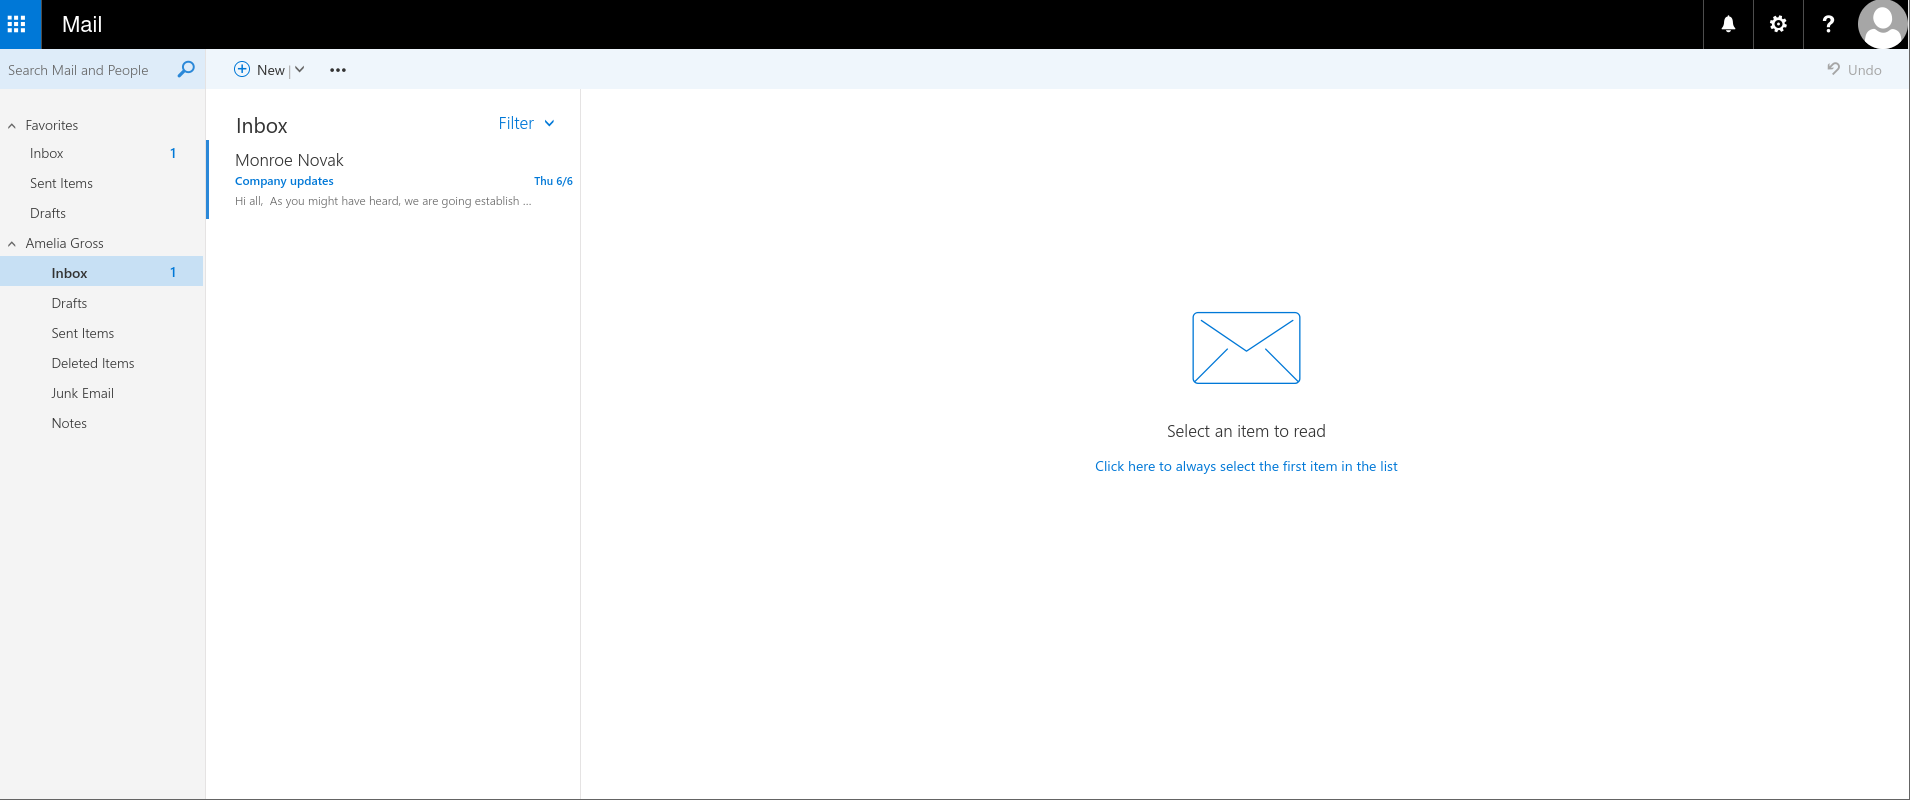 Mail
Search Mail and People
New
Undo
Favorites
Inbox 1
Sent Items
Drafts
Amelia Gross
Inbox 1
Drafts
Sent Items
Deleted Items
Junk Email
Notes
Inbox Filter
Monroe Novak
Company updates Thu 6/6
Hi all,  As you might have heard, we are going establish ...
Select an item to read
Click here to always select the first item in the list